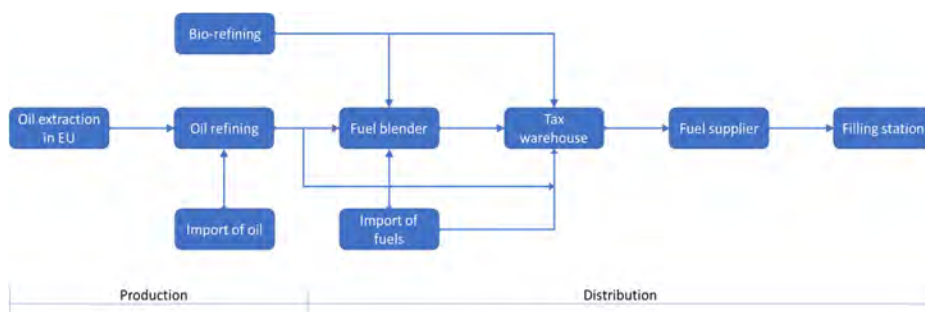 Bio-refining
Oil extraction
in EU
Oil refining
Fuel blender
Tax
warehouse
Fuel supplier
Filling station
Import of oil
Import of
fuels
Production
Distribution